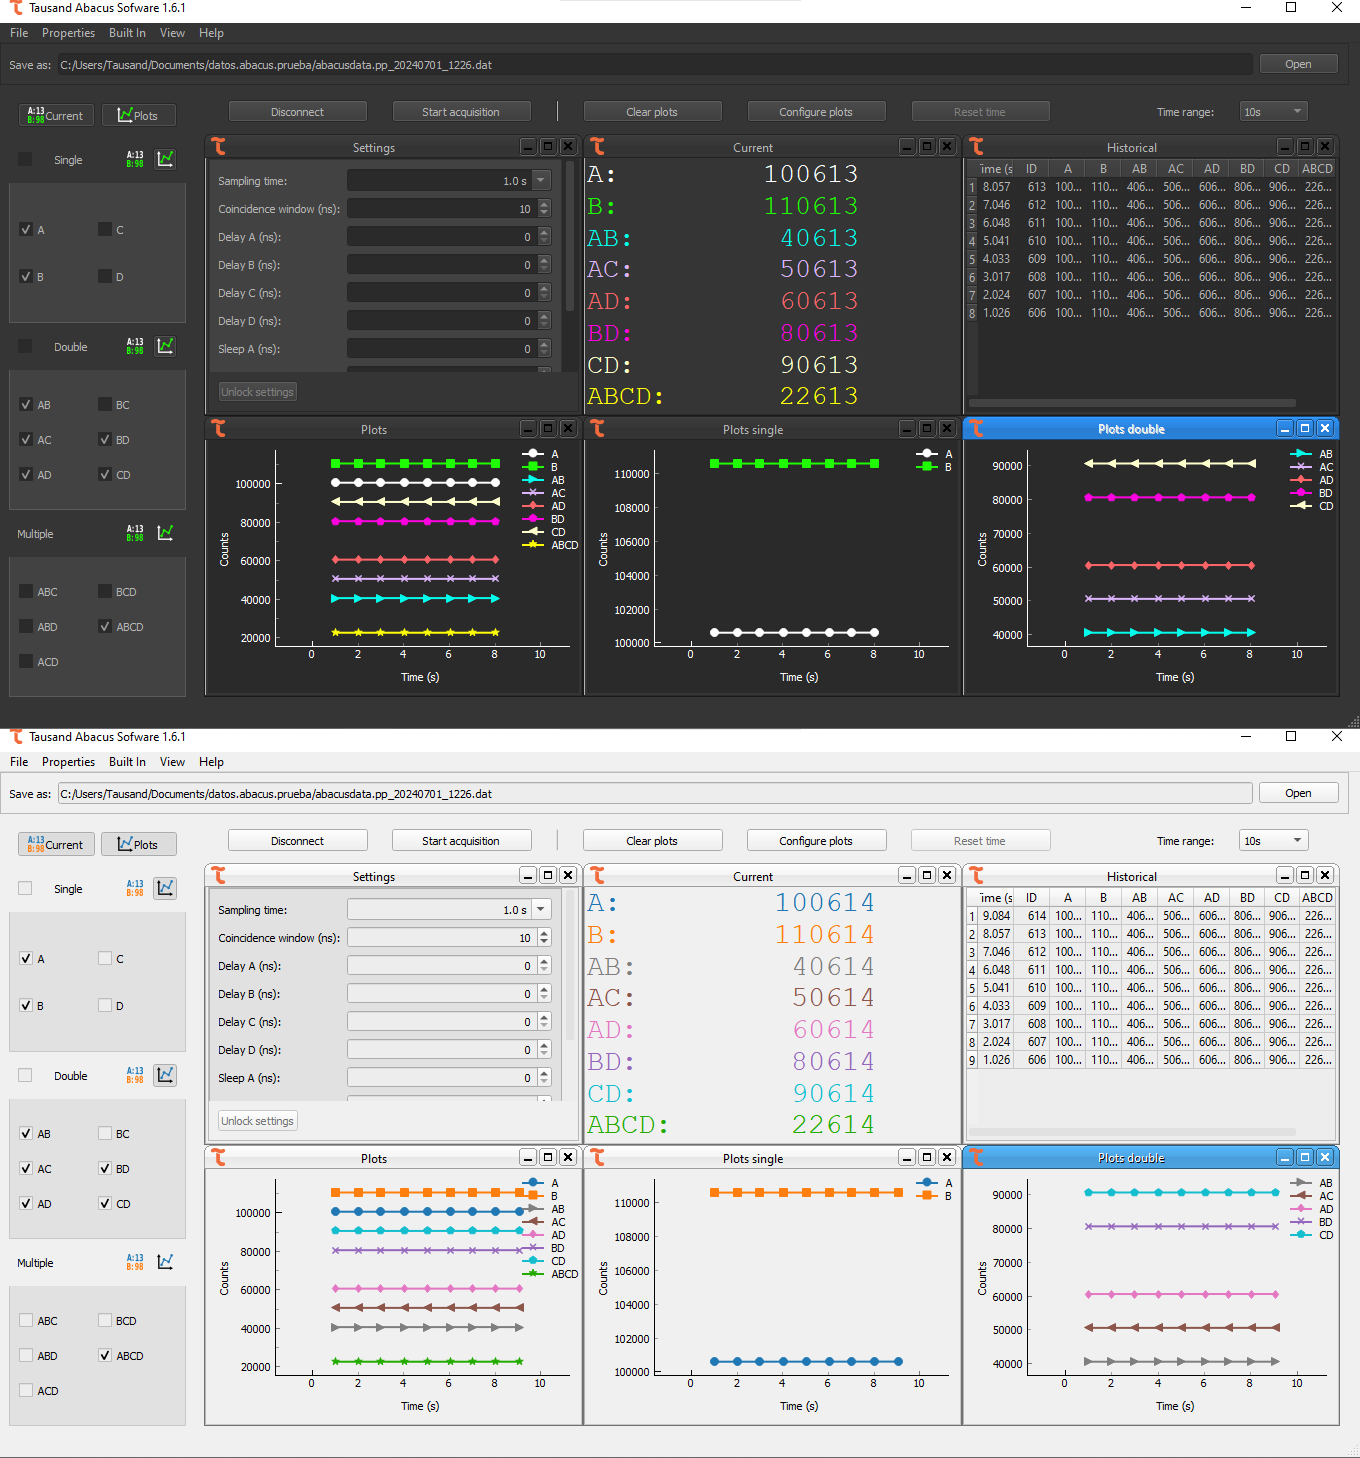 Tausand Abacus Sofware 1.6.1
File Properties Built In View Help
Save as: C:/Users/Tausand/Documents/datos.abacus.prueba/abacusdata.pp_20240701_1226.dat Open
A:13 B:98 Current Plots Disconnect Start acquisition Clear plots Configure plots Reset time Time range: 10s
Single A:13 B:98
A C
B D
Double A:13 B:98
AB BC
AC BD
AD CD
Multiple A:13 B:98
ABC BCD
ABD ABCD
ACD
Settings
Sampling time: 1.0 s
Coincidence window (ns): 10
Delay A (ns): 0
Delay B (ns): 0
Delay C (ns): 0
Delay D (ns): 0
Sleep A (ns): 0
Unlock settings
Current
A: 100613
B: 110613
AB: 40613
AC: 50613
AD: 60613
BD: 80613
CD: 90613
ABCD: 22613
Historical
ime (s ID A B AB AC AD BD CD ABCD
1 8.057 613 100... 110... 406... 506... 606... 806... 906... 226...
2 7.046 612 100... 110... 406... 506... 606... 806... 906... 226...
3 6.048 611 100... 110... 406... 506... 606... 806... 906... 226...
4 5.041 610 100... 110... 406... 506... 606... 806... 906... 226...
5 4.033 609 100... 110... 406... 506... 606... 806... 906... 226...
6 3.017 608 100... 110... 406... 506... 606... 806... 906... 226...
7 2.024 607 100... 110... 406... 506... 606... 806... 906... 226...
8 1.026 606 100... 110... 406... 506... 606... 806... 906... 226...
Plots
Counts
100000
80000
60000
40000
20000
0 2 4 6 8 10
Time (s)
A
B
AB
AC
AD
BD
CD
ABCD
Plots single
Counts
110000
108000
106000
104000
102000
100000
0 2 4 6 8 10
Time (s)
A
B
Plots double
Counts
90000
80000
70000
60000
50000
40000
0 2 4 6 8 10
Time (s)
AB
AC
AD
BD
CD
Tausand Abacus Sofware 1.6.1
File Properties Built In View Help
Save as: C:/Users/Tausand/Documents/datos.abacus.prueba/abacusdata.pp_20240701_1226.dat Open
A:13 B:98 Current Plots Disconnect Start acquisition Clear plots Configure plots Reset time Time range: 10s
Single A:13 B:98
A C
B D
Double A:13 B:98
AB BC
AC BD
AD CD
Multiple A:13 B:98
ABC BCD
ABD ABCD
ACD
Settings
Sampling time: 1.0 s
Coincidence window (ns): 10
Delay A (ns): 0
Delay B (ns): 0
Delay C (ns): 0
Delay D (ns): 0
Sleep A (ns): 0
Unlock settings
Current
A: 100614
B: 110614
AB: 40614
AC: 50614
AD: 60614
BD: 80614
CD: 90614
ABCD: 22614
Historical
ime (s ID A B AB AC AD BD CD ABCD
1 9.084 614 100... 110... 406... 506... 606... 806... 906... 226...
2 8.057 613 100... 110... 406... 506... 606... 806... 906... 226...
3 7.046 612 100... 110... 406... 506... 606... 806... 906... 226...
4 6.048 611 100... 110... 406... 506... 606... 806... 906... 226...
5 5.041 610 100... 110... 406... 506... 606... 806... 906... 226...
6 4.033 609 100... 110... 406... 506... 606... 806... 906... 226...
7 3.017 608 100... 110... 406... 506... 606... 806... 906... 226...
8 2.024 607 100... 110... 406... 506... 606... 806... 906... 226...
9 1.026 606 100... 110... 406... 506... 606... 806... 906... 226...
Plots
Counts
100000
80000
60000
40000
20000
0 2 4 6 8 10
Time (s)
A
B
AB
AC
AD
BD
CD
ABCD
Plots single
Counts
110000
108000
106000
104000
102000
100000
0 2 4 6 8 10
Time (s)
A
B
Plots double
Counts
90000
80000
70000
60000
50000
40000
0 2 4 6 8 10
Time (s)
AB
AC
AD
BD
CD